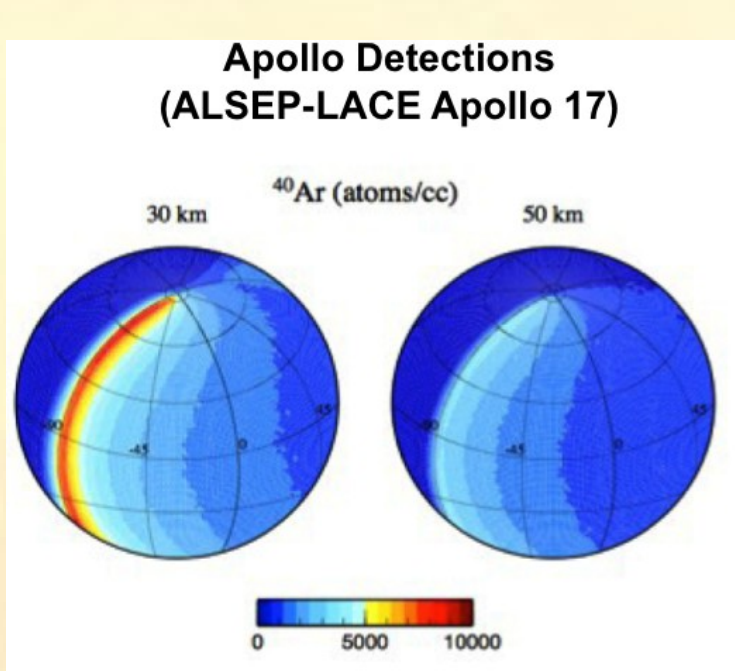 Apollo Detections
(ALSEP-LACE Apollo 17)
⁴⁰Ar (atoms/cc)
30 km
50 km
-90
-45
0
45
-90
-45
0
45
0
5000
10000